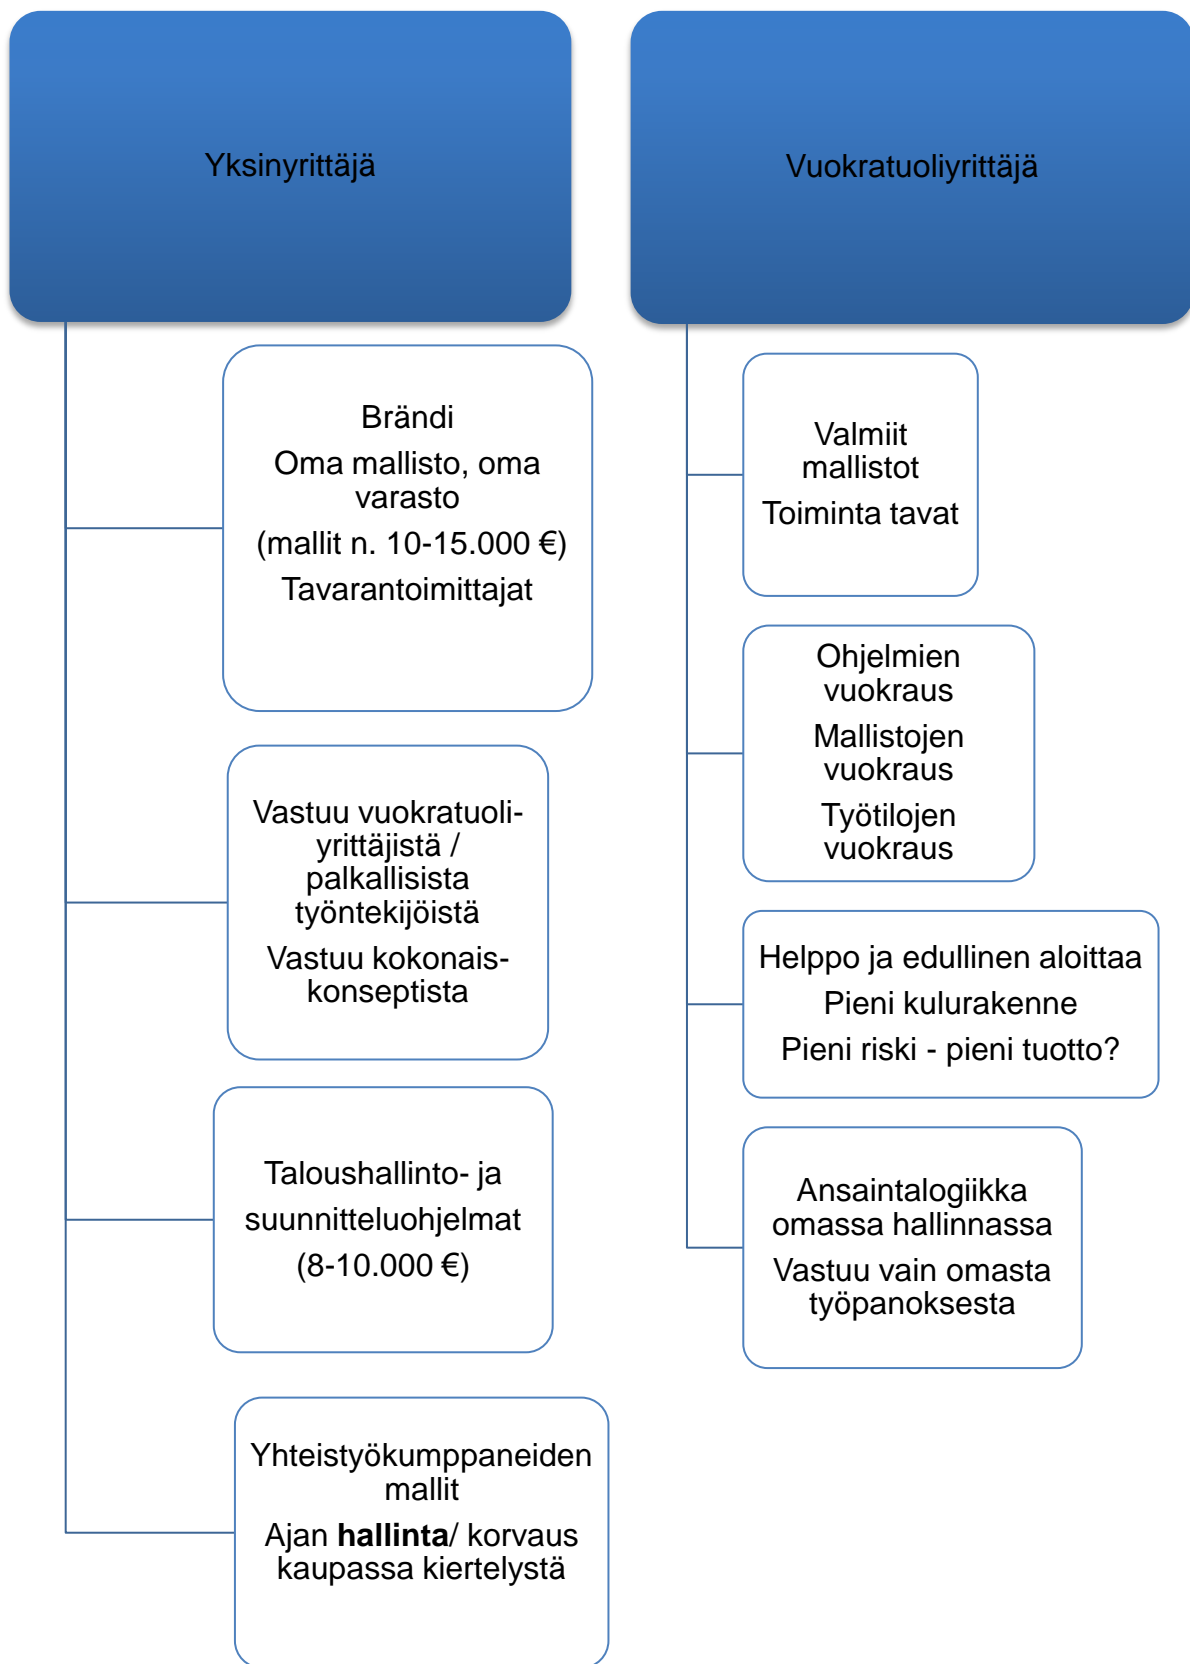 Yksinyrittäjä
Brändi
Oma mallisto, oma
varasto
(mallit n. 10-15.000 €)
Tavarantoimittajat
Vastuu vuokratuoli-
yrittäjistä /
palkallisista
työntekijöistä
Vastuu kokonais-
konseptista
Taloushallinto- ja
suunnitteluohjelmat
(8-10.000 €)
Yhteistyökumppaneiden
mallit
Ajan hallinta/ korvaus
kaupassa kiertelystä
Vuokratuoliyrittäjä
Valmiit
mallistot
Toiminta tavat
Ohjelmien
vuokraus
Mallistojen
vuokraus
Työtilojen
vuokraus
Helppo ja edullinen aloittaa
Pieni kulurakenne
Pieni riski - pieni tuotto?
Ansaintalogiikka
omassa hallinnassa
Vastuu vain omasta
työpanoksesta